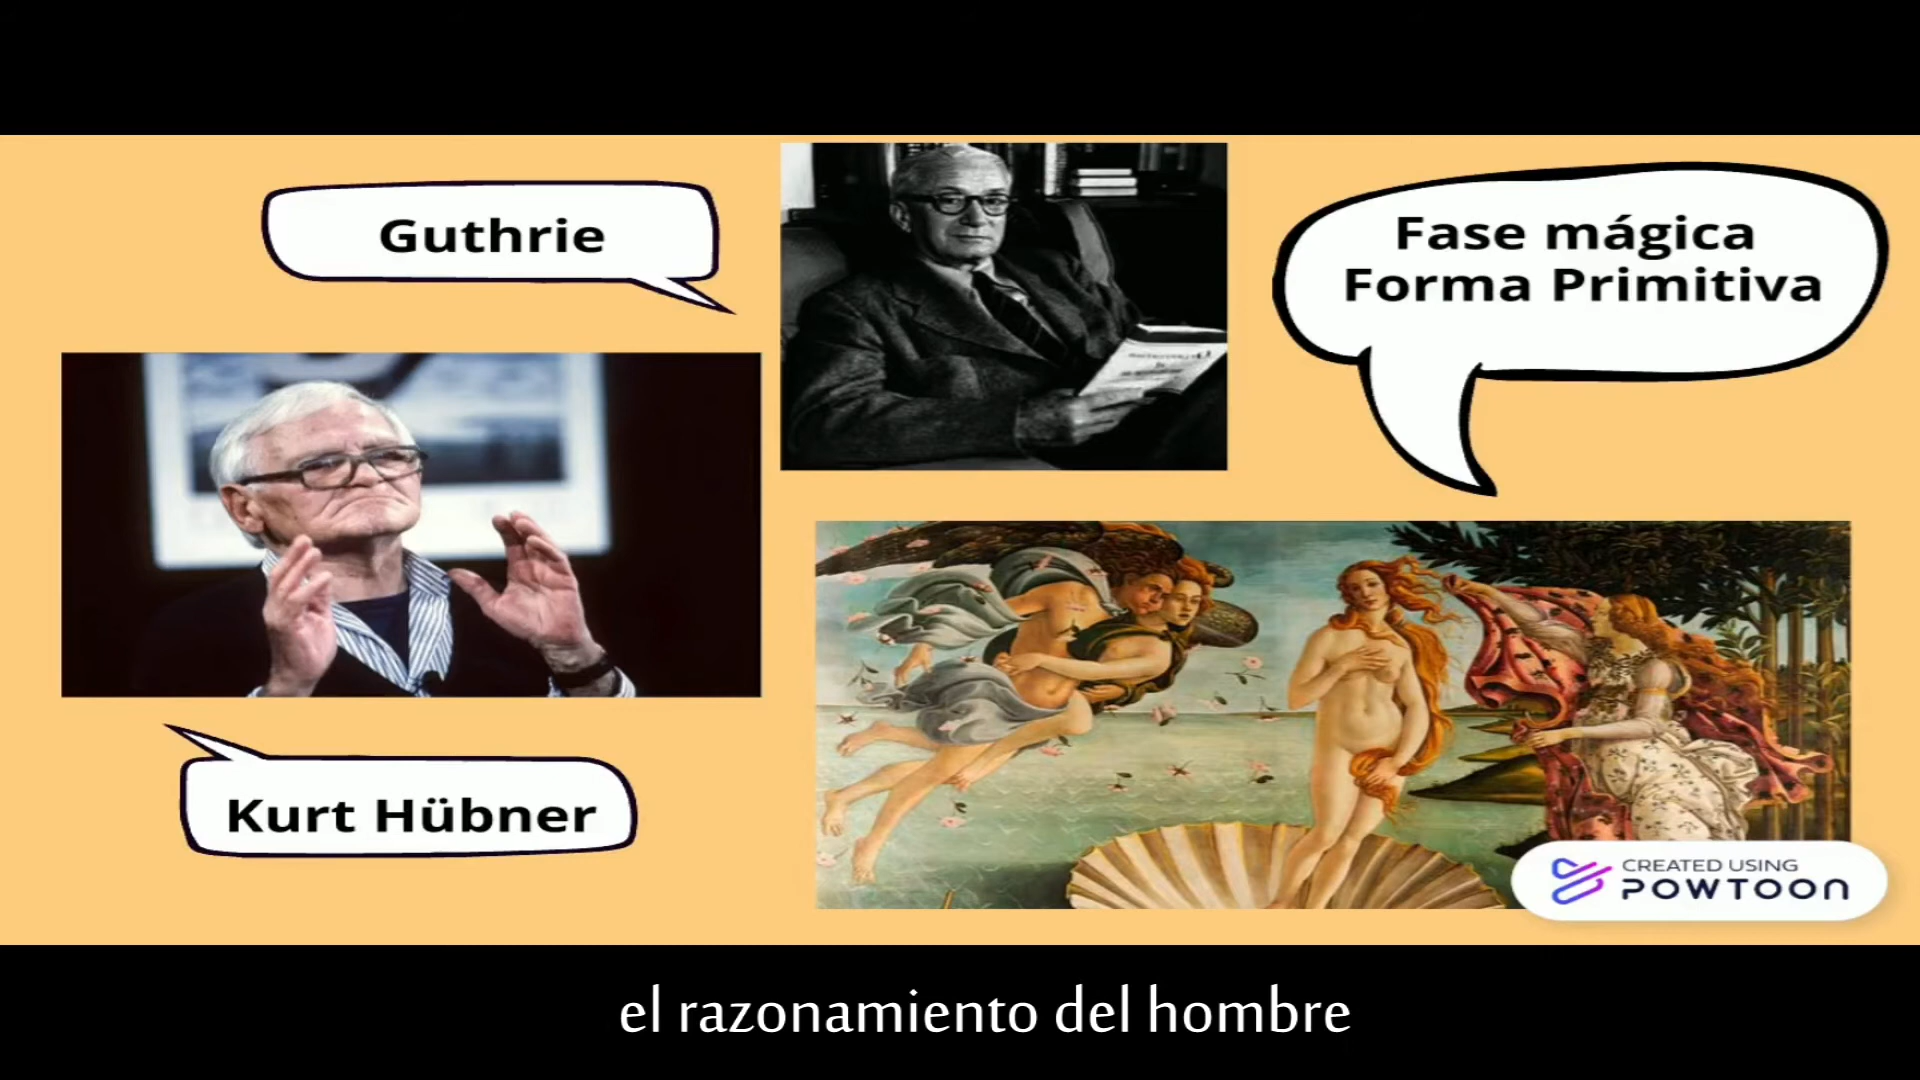 Guthrie
Fase mágica
Forma Primitiva
Kurt Hübner
CREATED USING
POWTOON
el razonamiento del hombre